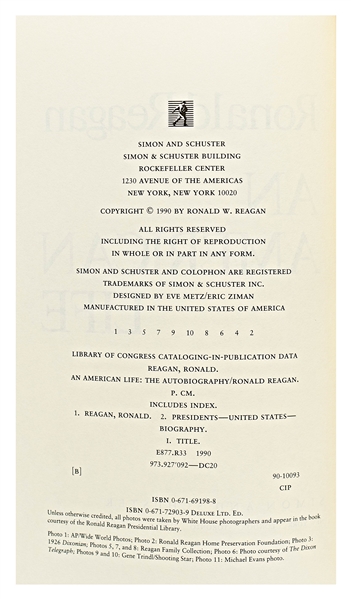 SIMON AND SCHUSTER
SIMON & SCHUSTER BUILDING
ROCKEFELLER CENTER
1230 AVENUE OF THE AMERICAS
NEW YORK, NEW YORK 10020
COPYRIGHT © 1990 BY RONALD W. REAGAN
ALL RIGHTS RESERVED
INCLUDING THE RIGHT OF REPRODUCTION
IN WHOLE OR IN PART IN ANY FORM.
SIMON AND SCHUSTER AND COLOPHON ARE REGISTERED
TRADEMARKS OF SIMON & SCHUSTER INC.
DESIGNED BY EVE METZ/ERIC ZIMAN
MANUFACTURED IN THE UNITED STATES OF AMERICA
1 3 5 7 9 10 8 6 4 2
LIBRARY OF CONGRESS CATALOGING-IN-PUBLICATION DATA
REAGAN, RONALD.
AN AMERICAN LIFE: THE AUTOBIOGRAPHY/RONALD REAGAN.
P. CM.
INCLUDES INDEX.
1. REAGAN, RONALD. 2. PRESIDENTS—UNITED STATES—
BIOGRAPHY.
I. TITLE.
E877.R33 1990
973.927'092—DC20
[B] 90-10093
CIP
ISBN 0-671-69198-8
ISBN 0-671-72903-9 DELUXE LTD. ED.
Unless otherwise credited, all photos were taken by White House photographers and appear in the book
courtesy of the Ronald Reagan Presidential Library.
Photo 1: AP/Wide World Photos; Photo 2: Ronald Reagan Home Preservation Foundation; Photo 3:
1926 Dixonian; Photos 5, 7, and 8: Reagan Family Collection; Photo 6: Photo courtesy of The Dixon
Telegraph; Photos 9 and 10: Gene Trindl/Shooting Star; Photo 11: Michael Evans photo.
Ronald Reagan
AN
AMERICAN
LIFE